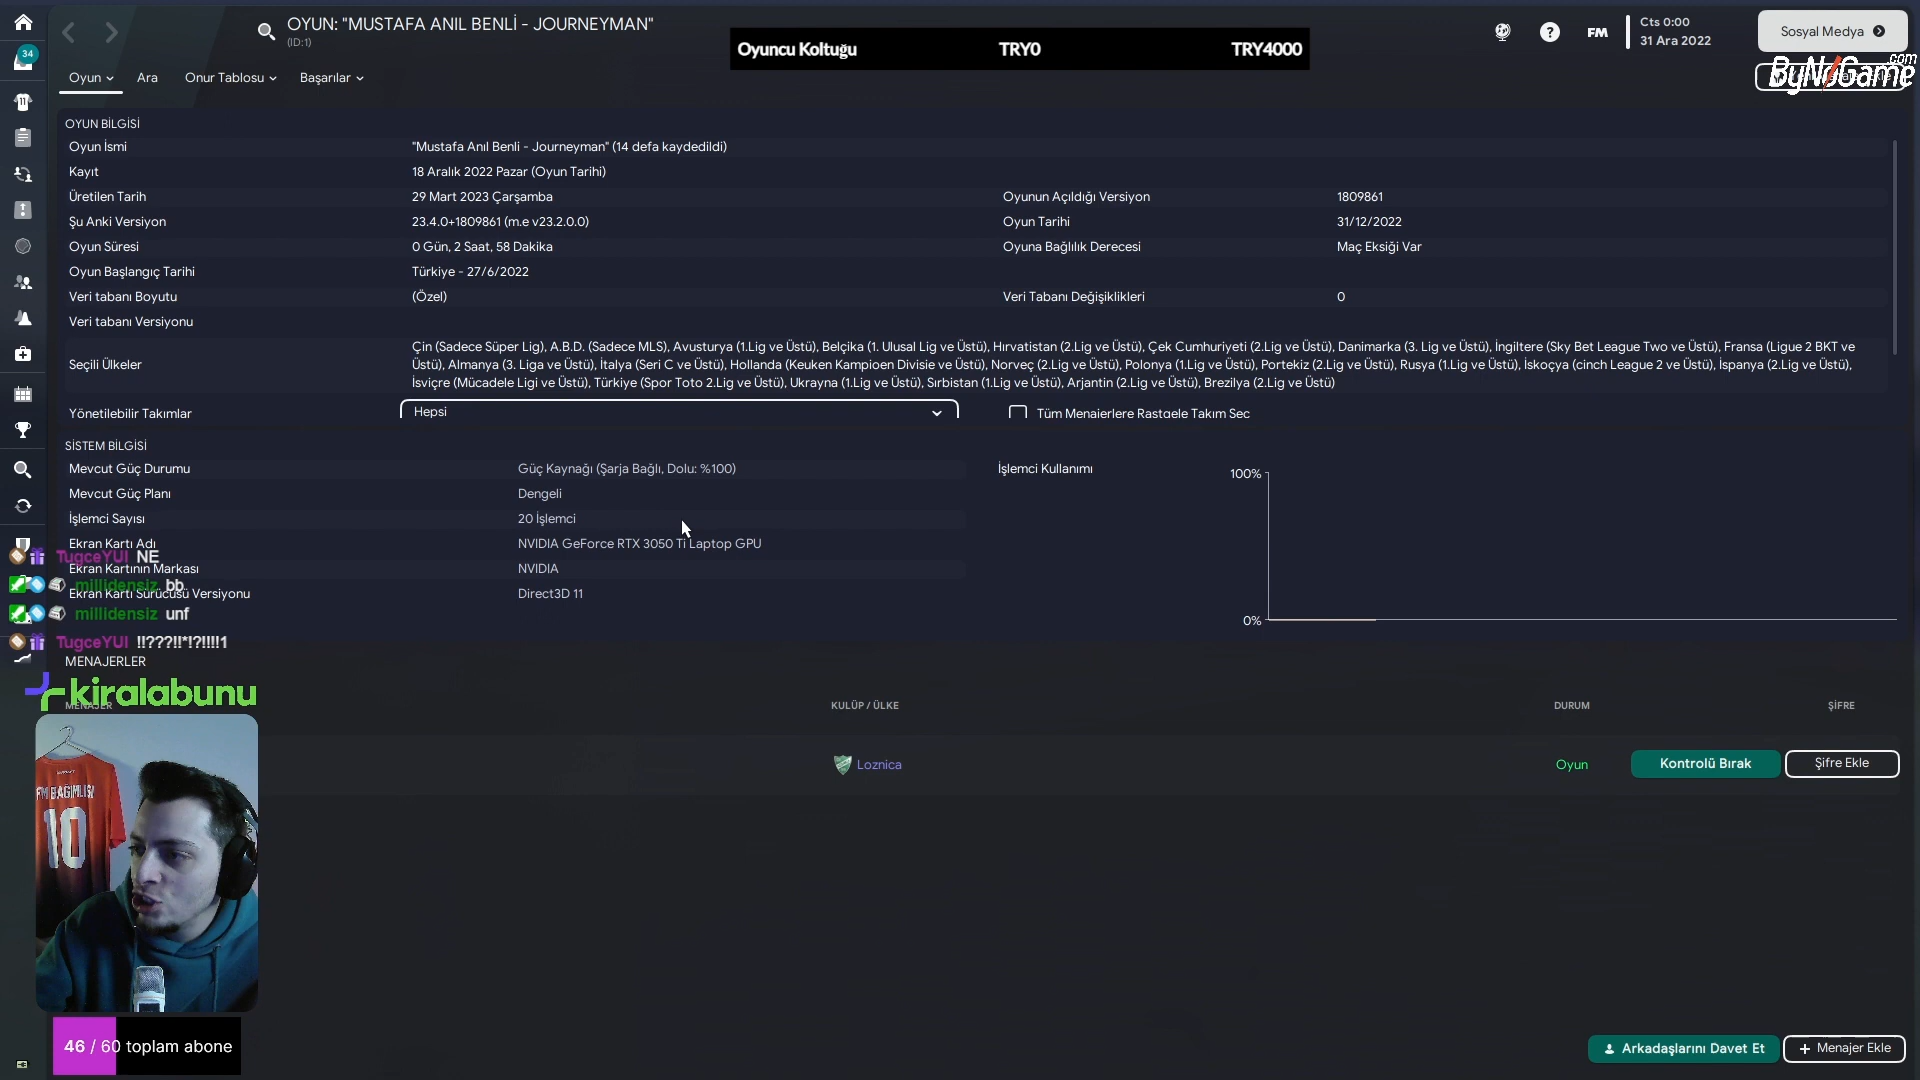 OYUN: "MUSTAFA ANIL BENLİ - JOURNEYMAN"
(ID:1)
Oyuncu Koltuğu TRY0 TRY4000
FM
Cts 0:00
31 Ara 2022
Sosyal Medya
34
ByNoGame.com
Oyun Ara Onur Tablosu Başarılar
11
OYUN BİLGİSİ
Oyun İsmi "Mustafa Anıl Benli - Journeyman" (14 defa kaydedildi)
Kayıt 18 Aralık 2022 Pazar (Oyun Tarihi)
Üretilen Tarih 29 Mart 2023 Çarşamba Oyunun Açıldığı Versiyon 1809861
Şu Anki Versiyon 23.4.0+1809861 (m.e v23.2.0.0) Oyun Tarihi 31/12/2022
Oyun Süresi 0 Gün, 2 Saat, 58 Dakika Oyuna Bağlılık Derecesi Maç Eksiği Var
Oyun Başlangıç Tarihi Türkiye - 27/6/2022
Veri tabanı Boyutu (Özel) Veri Tabanı Değişiklikleri 0
Veri tabanı Versiyonu
Seçili Ülkeler
Çin (Sadece Süper Lig), A.B.D. (Sadece MLS), Avusturya (1.Lig ve Üstü), Belçika (1. Ulusal Lig ve Üstü), Hırvatistan (2.Lig ve Üstü), Çek Cumhuriyeti (2.Lig ve Üstü), Danimarka (3. Lig ve Üstü), İngiltere (Sky Bet League Two ve Üstü), Fransa (Ligue 2 BKT ve
Üstü), Almanya (3. Liga ve Üstü), İtalya (Seri C ve Üstü), Hollanda (Keuken Kampioen Divisie ve Üstü), Norveç (2.Lig ve Üstü), Polonya (1.Lig ve Üstü), Portekiz (2.Lig ve Üstü), Rusya (1.Lig ve Üstü), İskoçya (cinch League 2 ve Üstü), İspanya (2.Lig ve Üstü),
İsviçre (Mücadele Ligi ve Üstü), Türkiye (Spor Toto 2.Lig ve Üstü), Ukrayna (1.Lig ve Üstü), Sırbistan (1.Lig ve Üstü), Arjantin (2.Lig ve Üstü), Brezilya (2.Lig ve Üstü)
Yönetilebilir Takımlar Hepsi Tüm Menajerlere Rastgele Takım Seç
SİSTEM BİLGİSİ
Mevcut Güç Durumu Güç Kaynağı (Şarja Bağlı, Dolu: %100) İşlemci Kullanımı 100%
Mevcut Güç Planı Dengeli
İşlemci Sayısı 20 İşlemci
Ekran Kartı Adı NVIDIA GeForce RTX 3050 Ti Laptop GPU
TugceYUI NE
Ekran Kartının Markası NVIDIA
millidensiz bb
Ekran Kartı Sürücüsü Versiyonu Direct3D 11
millidensiz unf
0%
TugceYUI !!???!!*!?!!!!1
MENAJERLER
kiralabunu
MENAJER KULÜP / ÜLKE DURUM ŞİFRE
Loznica Oyun Kontrolü Bırak Şifre Ekle
FM BAĞIMLISI
10
46 / 60 toplam abone
Arkadaşlarını Davet Et
+ Menajer Ekle